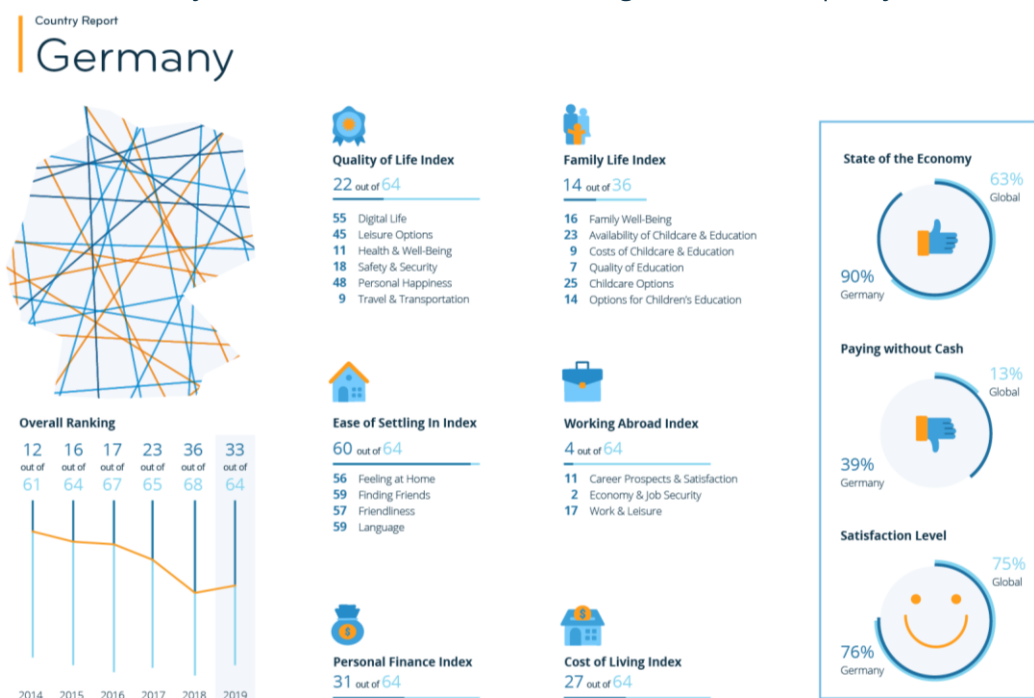 Country Report
Germany
Quality of Life Index
22 out of 64
55 Digital Life
45 Leisure Options
11 Health & Well-Being
18 Safety & Security
48 Personal Happiness
9 Travel & Transportation
Family Life Index
14 out of 36
16 Family Well-Being
23 Availability of Childcare & Education
9 Costs of Childcare & Education
7 Quality of Education
25 Childcare Options
14 Options for Children's Education
Overall Ranking
12 16 17 23 36 33
out of out of out of out of out of out of
61 64 67 65 68 64
2014 2015 2016 2017 2018 2019
Ease of Settling In Index
60 out of 64
56 Feeling at Home
59 Finding Friends
57 Friendliness
59 Language
Working Abroad Index
4 out of 64
11 Career Prospects & Satisfaction
2 Economy & Job Security
17 Work & Leisure
Personal Finance Index
31 out of 64
$
Cost of Living Index
27 out of 64
$
State of the Economy
63%
Global
90%
Germany
Paying without Cash
13%
Global
39%
Germany
Satisfaction Level
75%
Global
76%
Germany